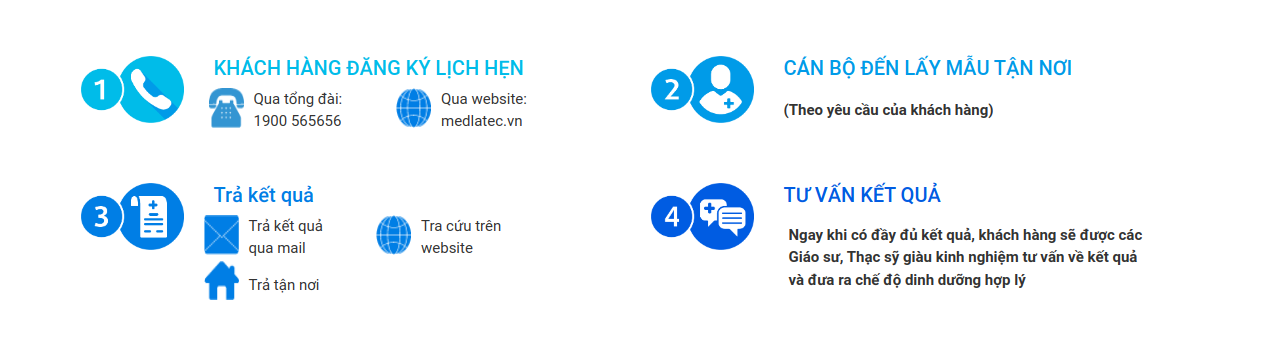 1
KHÁCH HÀNG ĐĂNG KÝ LỊCH HẸN
Qua tổng đài:
1900 565656
Qua website:
medlatec.vn
2
CÁN BỘ ĐẾN LẤY MẪU TẬN NƠI
(Theo yêu cầu của khách hàng)
3
Trả kết quả
Trả kết quả
qua mail
Tra cứu trên
website
Trả tận nơi
4
TƯ VẤN KẾT QUẢ
Ngay khi có đầy đủ kết quả, khách hàng sẽ được các
Giáo sư, Thạc sỹ giàu kinh nghiệm tư vấn về kết quả
và đưa ra chế độ dinh dưỡng hợp lý